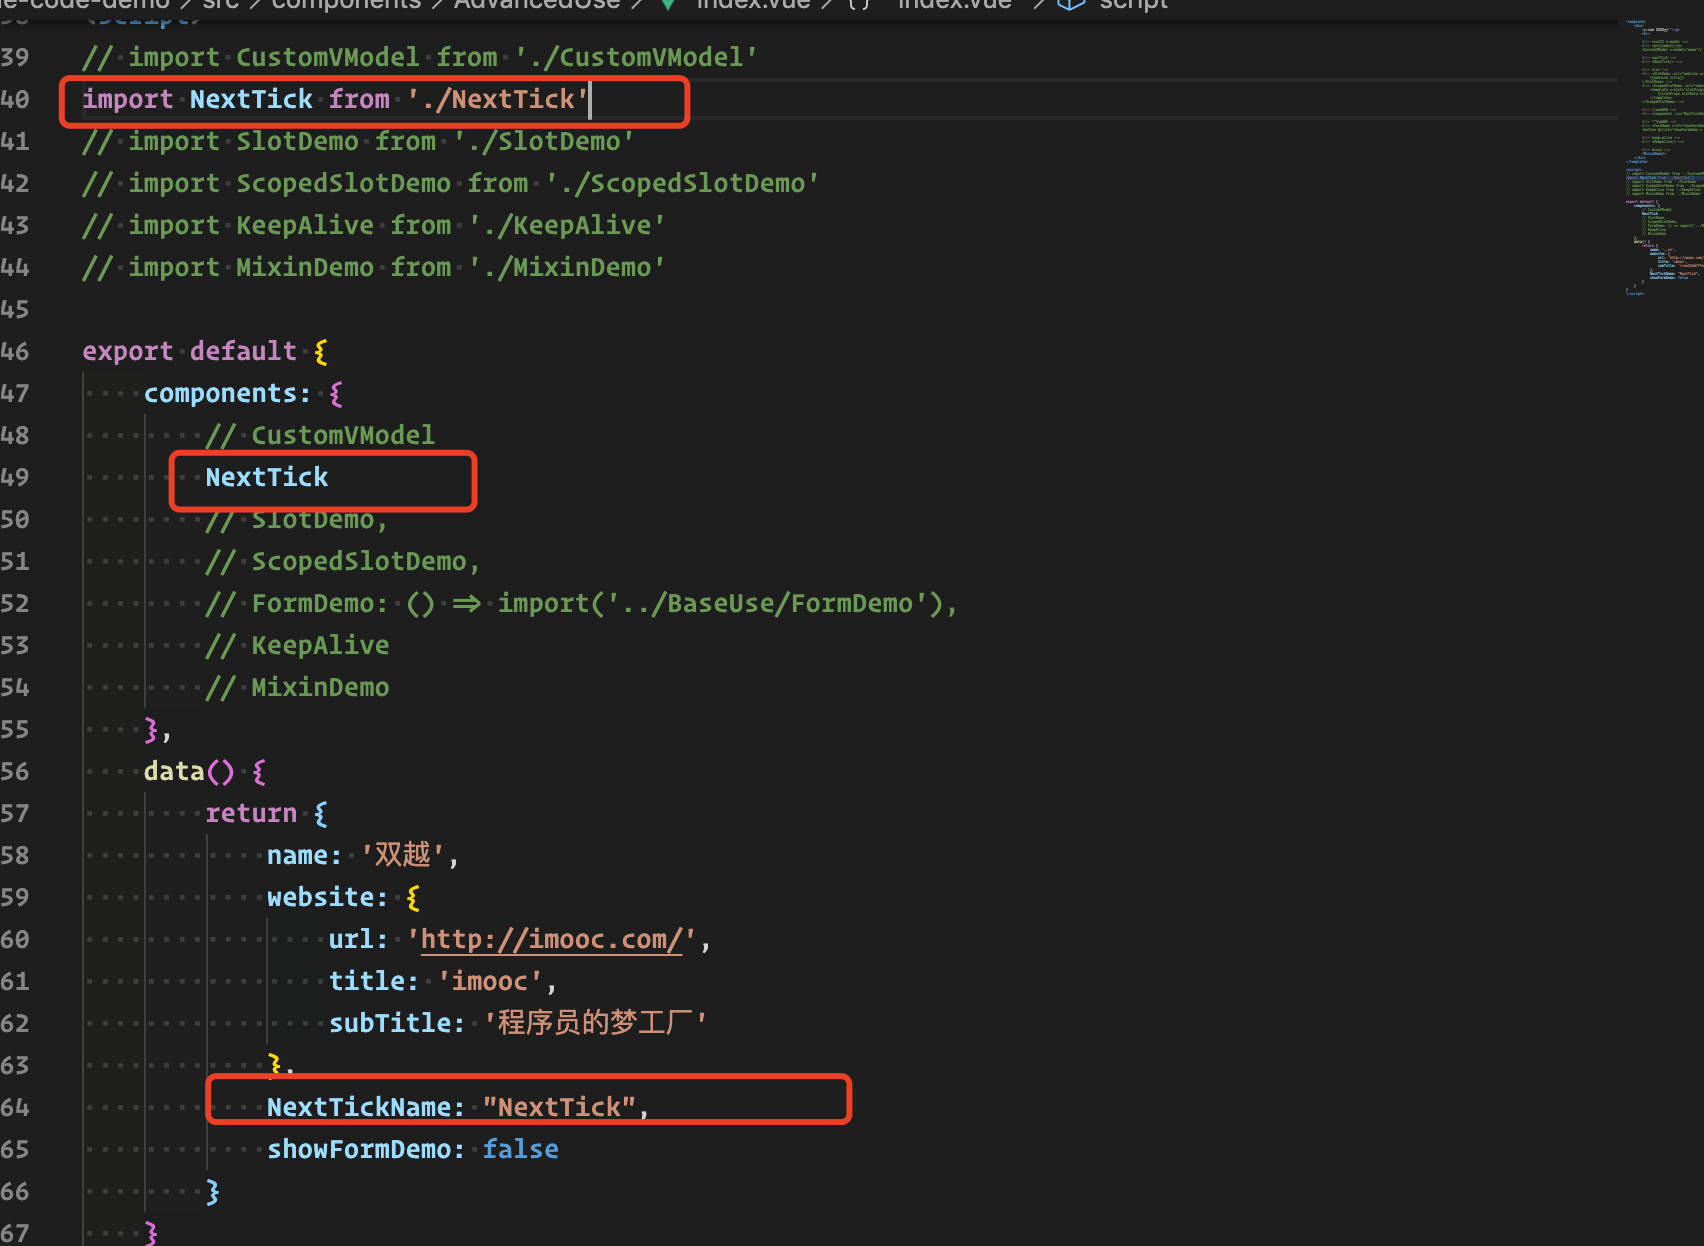 e-code-demo / src / components / AdvancedUse / index.vue / {} index.vue / script
38 <script>
39 // import CustomVModel from './CustomVModel'
40 import NextTick from './NextTick'
41 // import SlotDemo from './SlotDemo'
42 // import ScopedSlotDemo from './ScopedSlotDemo'
43 // import KeepAlive from './KeepAlive'
44 // import MixinDemo from './MixinDemo'
45
46 export default {
47 components: {
48 // CustomVModel
49 NextTick
50 // SlotDemo,
51 // ScopedSlotDemo,
52 // FormDemo: () => import('../BaseUse/FormDemo'),
53 // KeepAlive
54 // MixinDemo
55 },
56 data() {
57 return {
58 name: '双越',
59 website: {
60 url: 'http://imooc.com/',
61 title: 'imooc',
62 subTitle: '程序员的梦工厂'
63 },
64 NextTickName: "NextTick",
65 showFormDemo: false
66 }
67 }